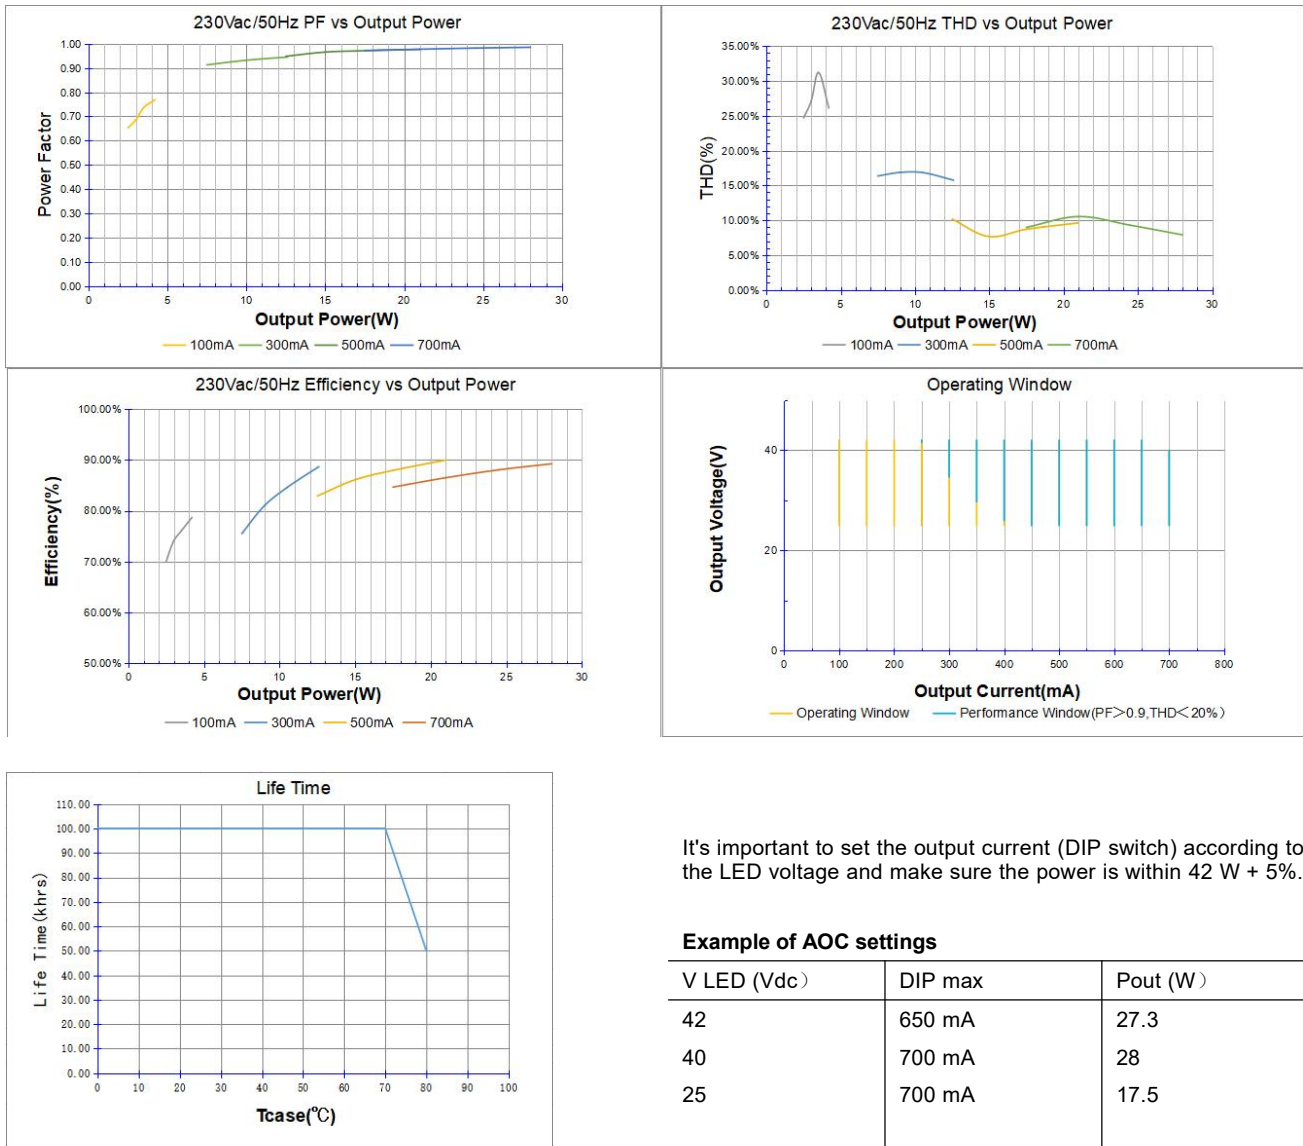 230Vac/50Hz PF vs Output Power
Power Factor
1.00
0.90
0.80
0.70
0.60
0.50
0.40
0.30
0.20
0.10
0.00
0 5 10 15 20 25 30
Output Power(W)
100mA 300mA 500mA 700mA
230Vac/50Hz THD vs Output Power
THD(%)
35.00%
30.00%
25.00%
20.00%
15.00%
10.00%
5.00%
0.00%
0 5 10 15 20 25 30
Output Power(W)
100mA 300mA 500mA 700mA
230Vac/50Hz Efficiency vs Output Power
Efficiency(%)
100.00%
90.00%
80.00%
70.00%
60.00%
50.00%
0 5 10 15 20 25 30
Output Power(W)
100mA 300mA 500mA 700mA
Operating Window
Output Voltage(V)
40
20
0
0 100 200 300 400 500 600 700 800
Output Current(mA)
Operating Window Performance Window(PF＞0.9,THD＜20%）
Life Time
Life Time(khrs)
110.00
100.00
90.00
80.00
70.00
60.00
50.00
40.00
30.00
20.00
10.00
0.00
0 10 20 30 40 50 60 70 80 90 100
Tcase(℃)
It's important to set the output current (DIP switch) according to
the LED voltage and make sure the power is within 42 W + 5%.
Example of AOC settings
V LED (Vdc） DIP max Pout (W）
42 650 mA 27.3
40 700 mA 28
25 700 mA 17.5